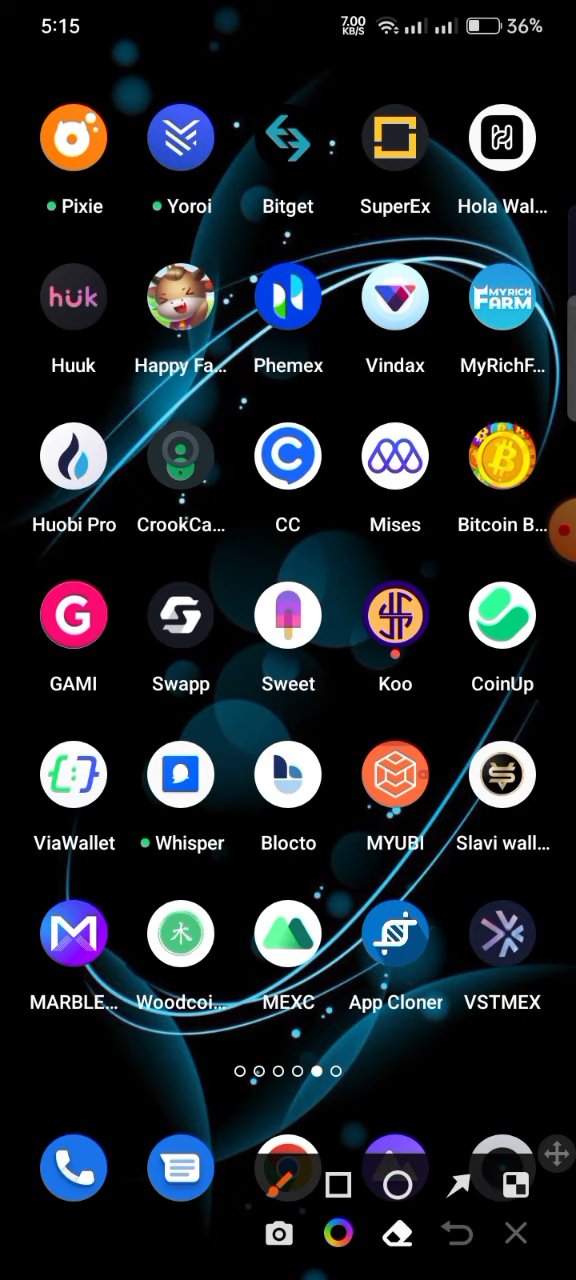 5:15 7.00 KB/S 36%
Pixie Yoroi Bitget SuperEx Hola Wal...
hük MY RICH FARM
Huuk Happy Fa... Phemex Vindax MyRichF...
Huobi Pro CrookCa... CC Mises Bitcoin B...
G
GAMI Swapp Sweet Koo CoinUp
ViaWallet Whisper Blocto MYUBI Slavi wall...
木
MARBLE... Woodcoi... MEXC App Cloner VSTMEX